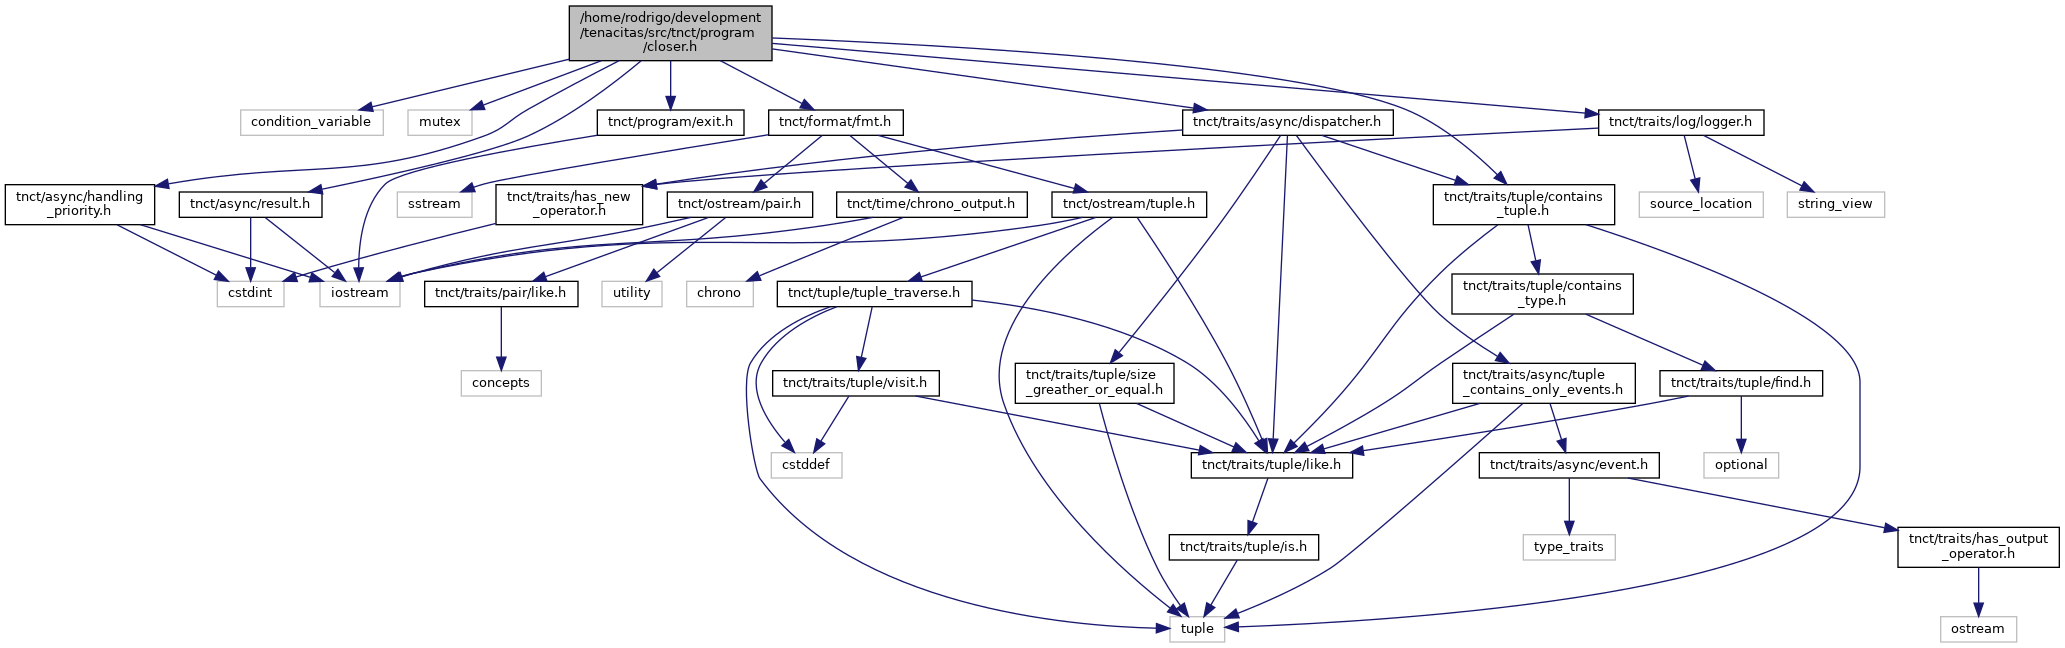 /home/rodrigo/development
/tenacitas/src/tnct/program
/closer.h
condition_variable
mutex
tnct/program/exit.h
tnct/format/fmt.h
tnct/traits/async/dispatcher.h
tnct/traits/log/logger.h
tnct/async/handling
_priority.h
tnct/async/result.h
sstream
tnct/traits/has_new
_operator.h
tnct/ostream/pair.h
tnct/time/chrono_output.h
tnct/ostream/tuple.h
tnct/traits/tuple/contains
_tuple.h
source_location
string_view
cstdint
iostream
tnct/traits/pair/like.h
utility
chrono
tnct/tuple/tuple_traverse.h
tnct/traits/tuple/contains
_type.h
concepts
tnct/traits/tuple/visit.h
tnct/traits/tuple/size
_greather_or_equal.h
tnct/traits/async/tuple
_contains_only_events.h
tnct/traits/tuple/find.h
cstddef
tnct/traits/tuple/like.h
tnct/traits/async/event.h
optional
tnct/traits/tuple/is.h
type_traits
tnct/traits/has_output
_operator.h
tuple
ostream